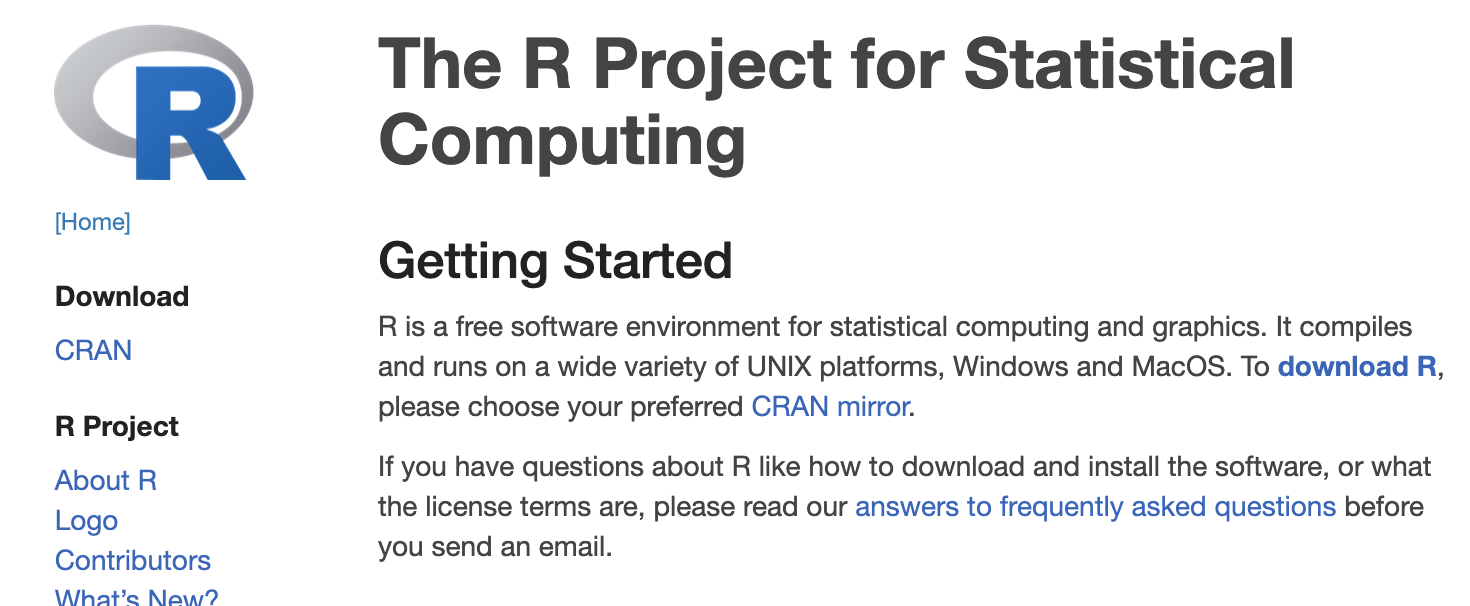 R
[Home]
Download
CRAN
R Project
About R
Logo
Contributors
What's New?
The R Project for Statistical
Computing
Getting Started
R is a free software environment for statistical computing and graphics. It compiles
and runs on a wide variety of UNIX platforms, Windows and MacOS. To download R,
please choose your preferred CRAN mirror.
If you have questions about R like how to download and install the software, or what
the license terms are, please read our answers to frequently asked questions before
you send an email.